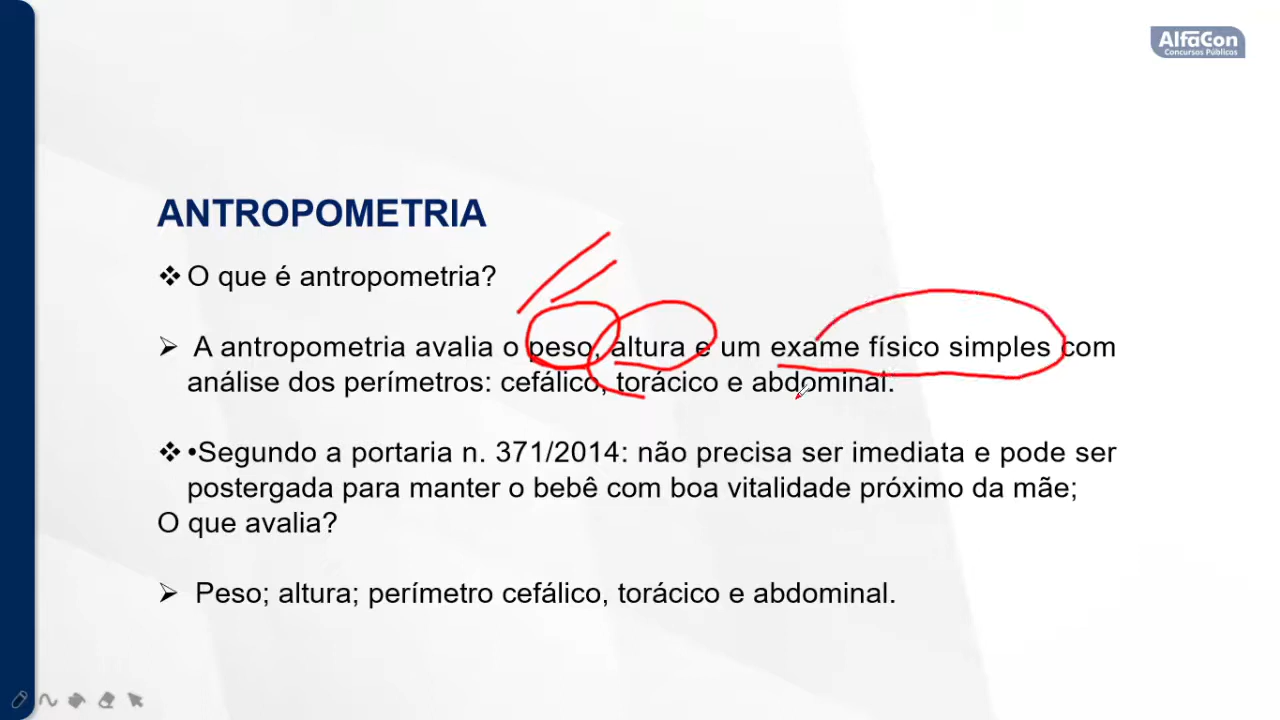 AlfaCon
Concursos Públicos
ANTROPOMETRIA
❖ O que é antropometria?
➢ A antropometria avalia o peso, altura e um exame físico simples com
análise dos perímetros: cefálico, torácico e abdominal.
❖ •Segundo a portaria n. 371/2014: não precisa ser imediata e pode ser
postergada para manter o bebê com boa vitalidade próximo da mãe;
O que avalia?
➢ Peso; altura; perímetro cefálico, torácico e abdominal.